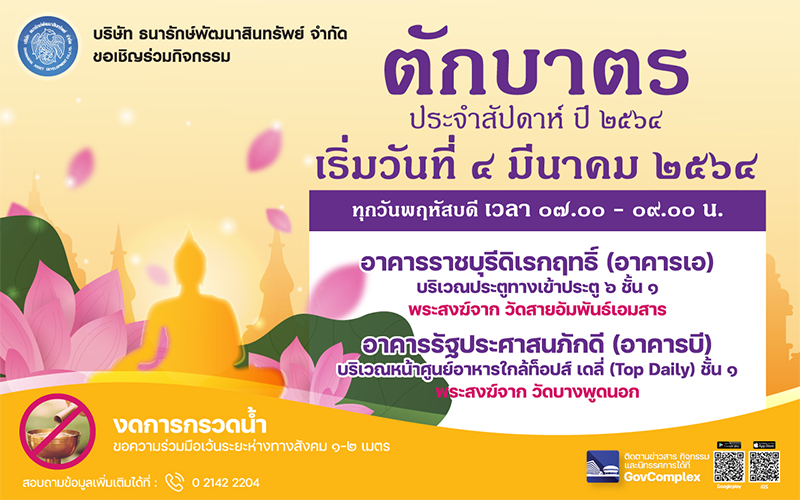 บริษัท ธนารักษ์พัฒนาสินทรัพย์ จำกัด
ขอเชิญร่วมกิจกรรม
ตักบาตร
ประจำสัปดาห์ ปี ๒๕๖๔
เริ่มวันที่ ๔ มีนาคม ๒๕๖๔
ทุกวันพฤหัสบดี เวลา ๐๗.๐๐ - ๐๙.๐๐ น.
อาคารราชบุรีดิเรกฤทธิ์ (อาคารเอ)
บริเวณประตูทางเข้าประตู ๖ ชั้น ๑
พระสงฆ์จาก วัดสายอัมพันธ์เอมสาร
อาคารรัฐประศาสนภักดี (อาคารบี)
บริเวณหน้าศูนย์อาหารใกล้ท็อปส์ เดลี่ (Top Daily) ชั้น ๑
พระสงฆ์จาก วัดบางพูดนอก
งดการกรวดน้ำ
ขอความร่วมมือเว้นระยะห่างทางสังคม ๑-๒ เมตร
สอบถามข้อมูลเพิ่มเติมได้ที่ : 0 2142 2204
ติดตามข่าวสาร กิจกรรม
และนิทรรศการได้ที่
GovComplex
Googleplay
iOS